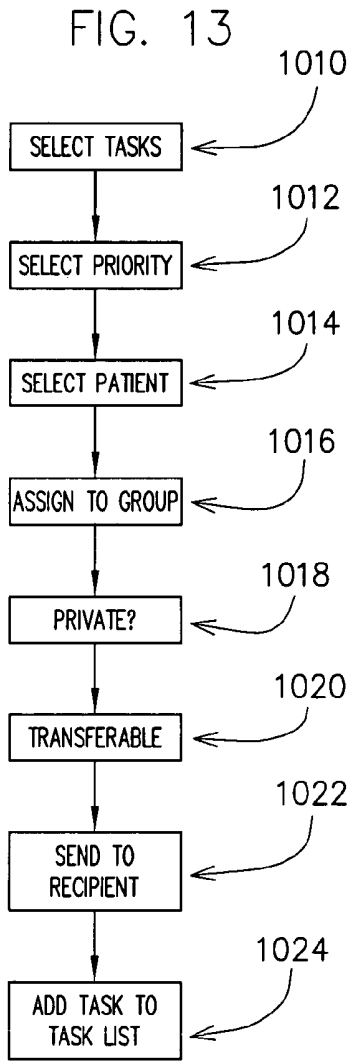 FIG. 13
1010
SELECT TASKS
1012
SELECT PRIORITY
1014
SELECT PATIENT
1016
ASSIGN TO GROUP
1018
PRIVATE?
1020
TRANSFERABLE
1022
SEND TO
RECIPIENT
1024
ADD TASK TO
TASK LIST